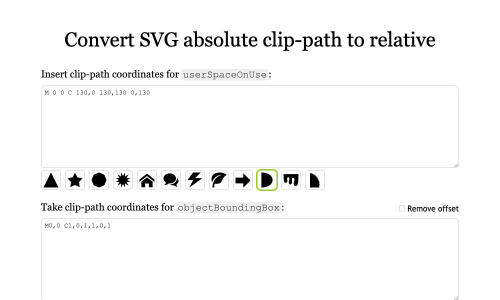 Convert SVG absolute clip-path to relative
Insert clip-path coordinates for userSpaceOnUse:
M 0 0 C 130,0 130,130 0,130
Take clip-path coordinates for objectBoundingBox:
Remove offset
M0,0 C1,0,1,1,0,1